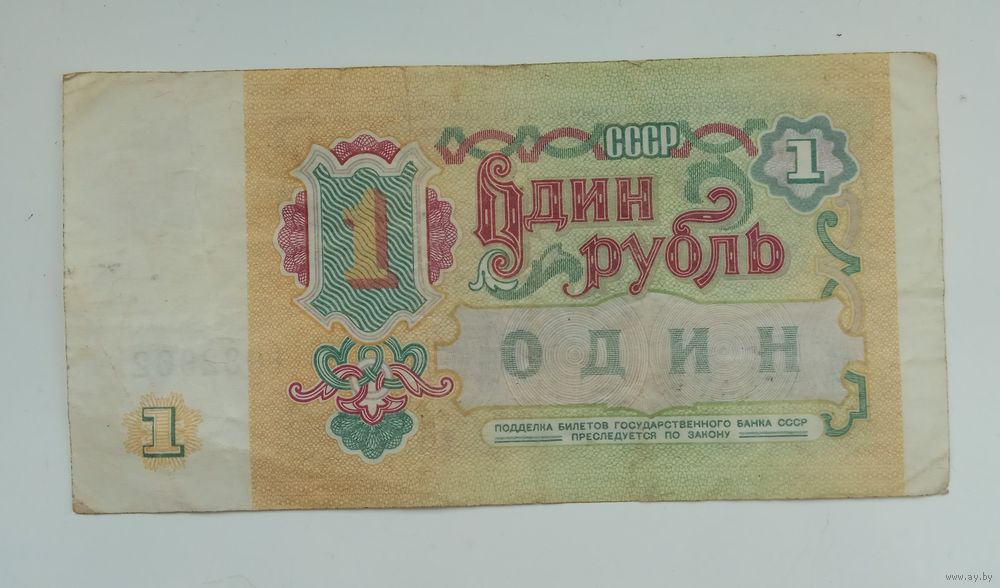 СССР
1
1
Один
рубль
ОДИН
ПОДДЕЛКА БИЛЕТОВ ГОСУДАРСТВЕННОГО БАНКА СССР
ПРЕСЛЕДУЕТСЯ ПО ЗАКОНУ
1
www.ay.by